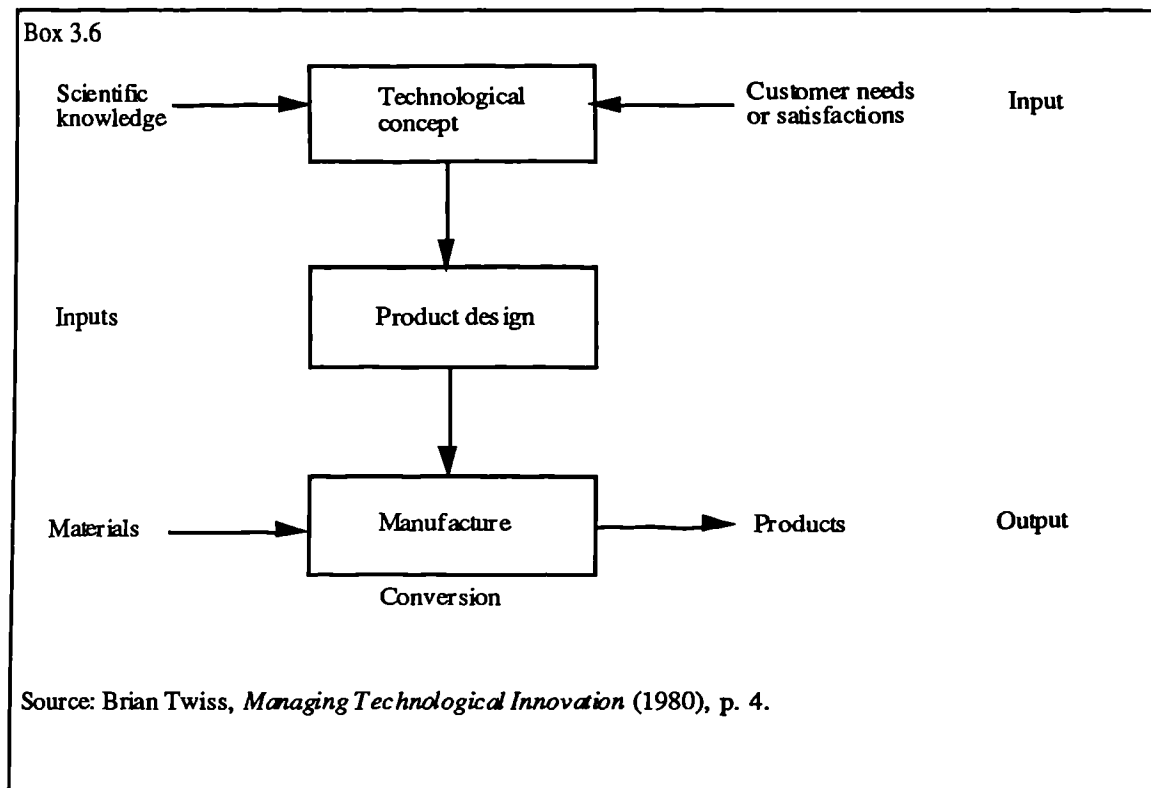 Box 3.6
Scientific
knowledge
Technological
concept
Customer needs
or satisfactions
Input
Inputs
Product design
Materials
Manufacture
Products
Output
Conversion
Source: Brian Twiss, Managing Technological Innovation (1980), p. 4.